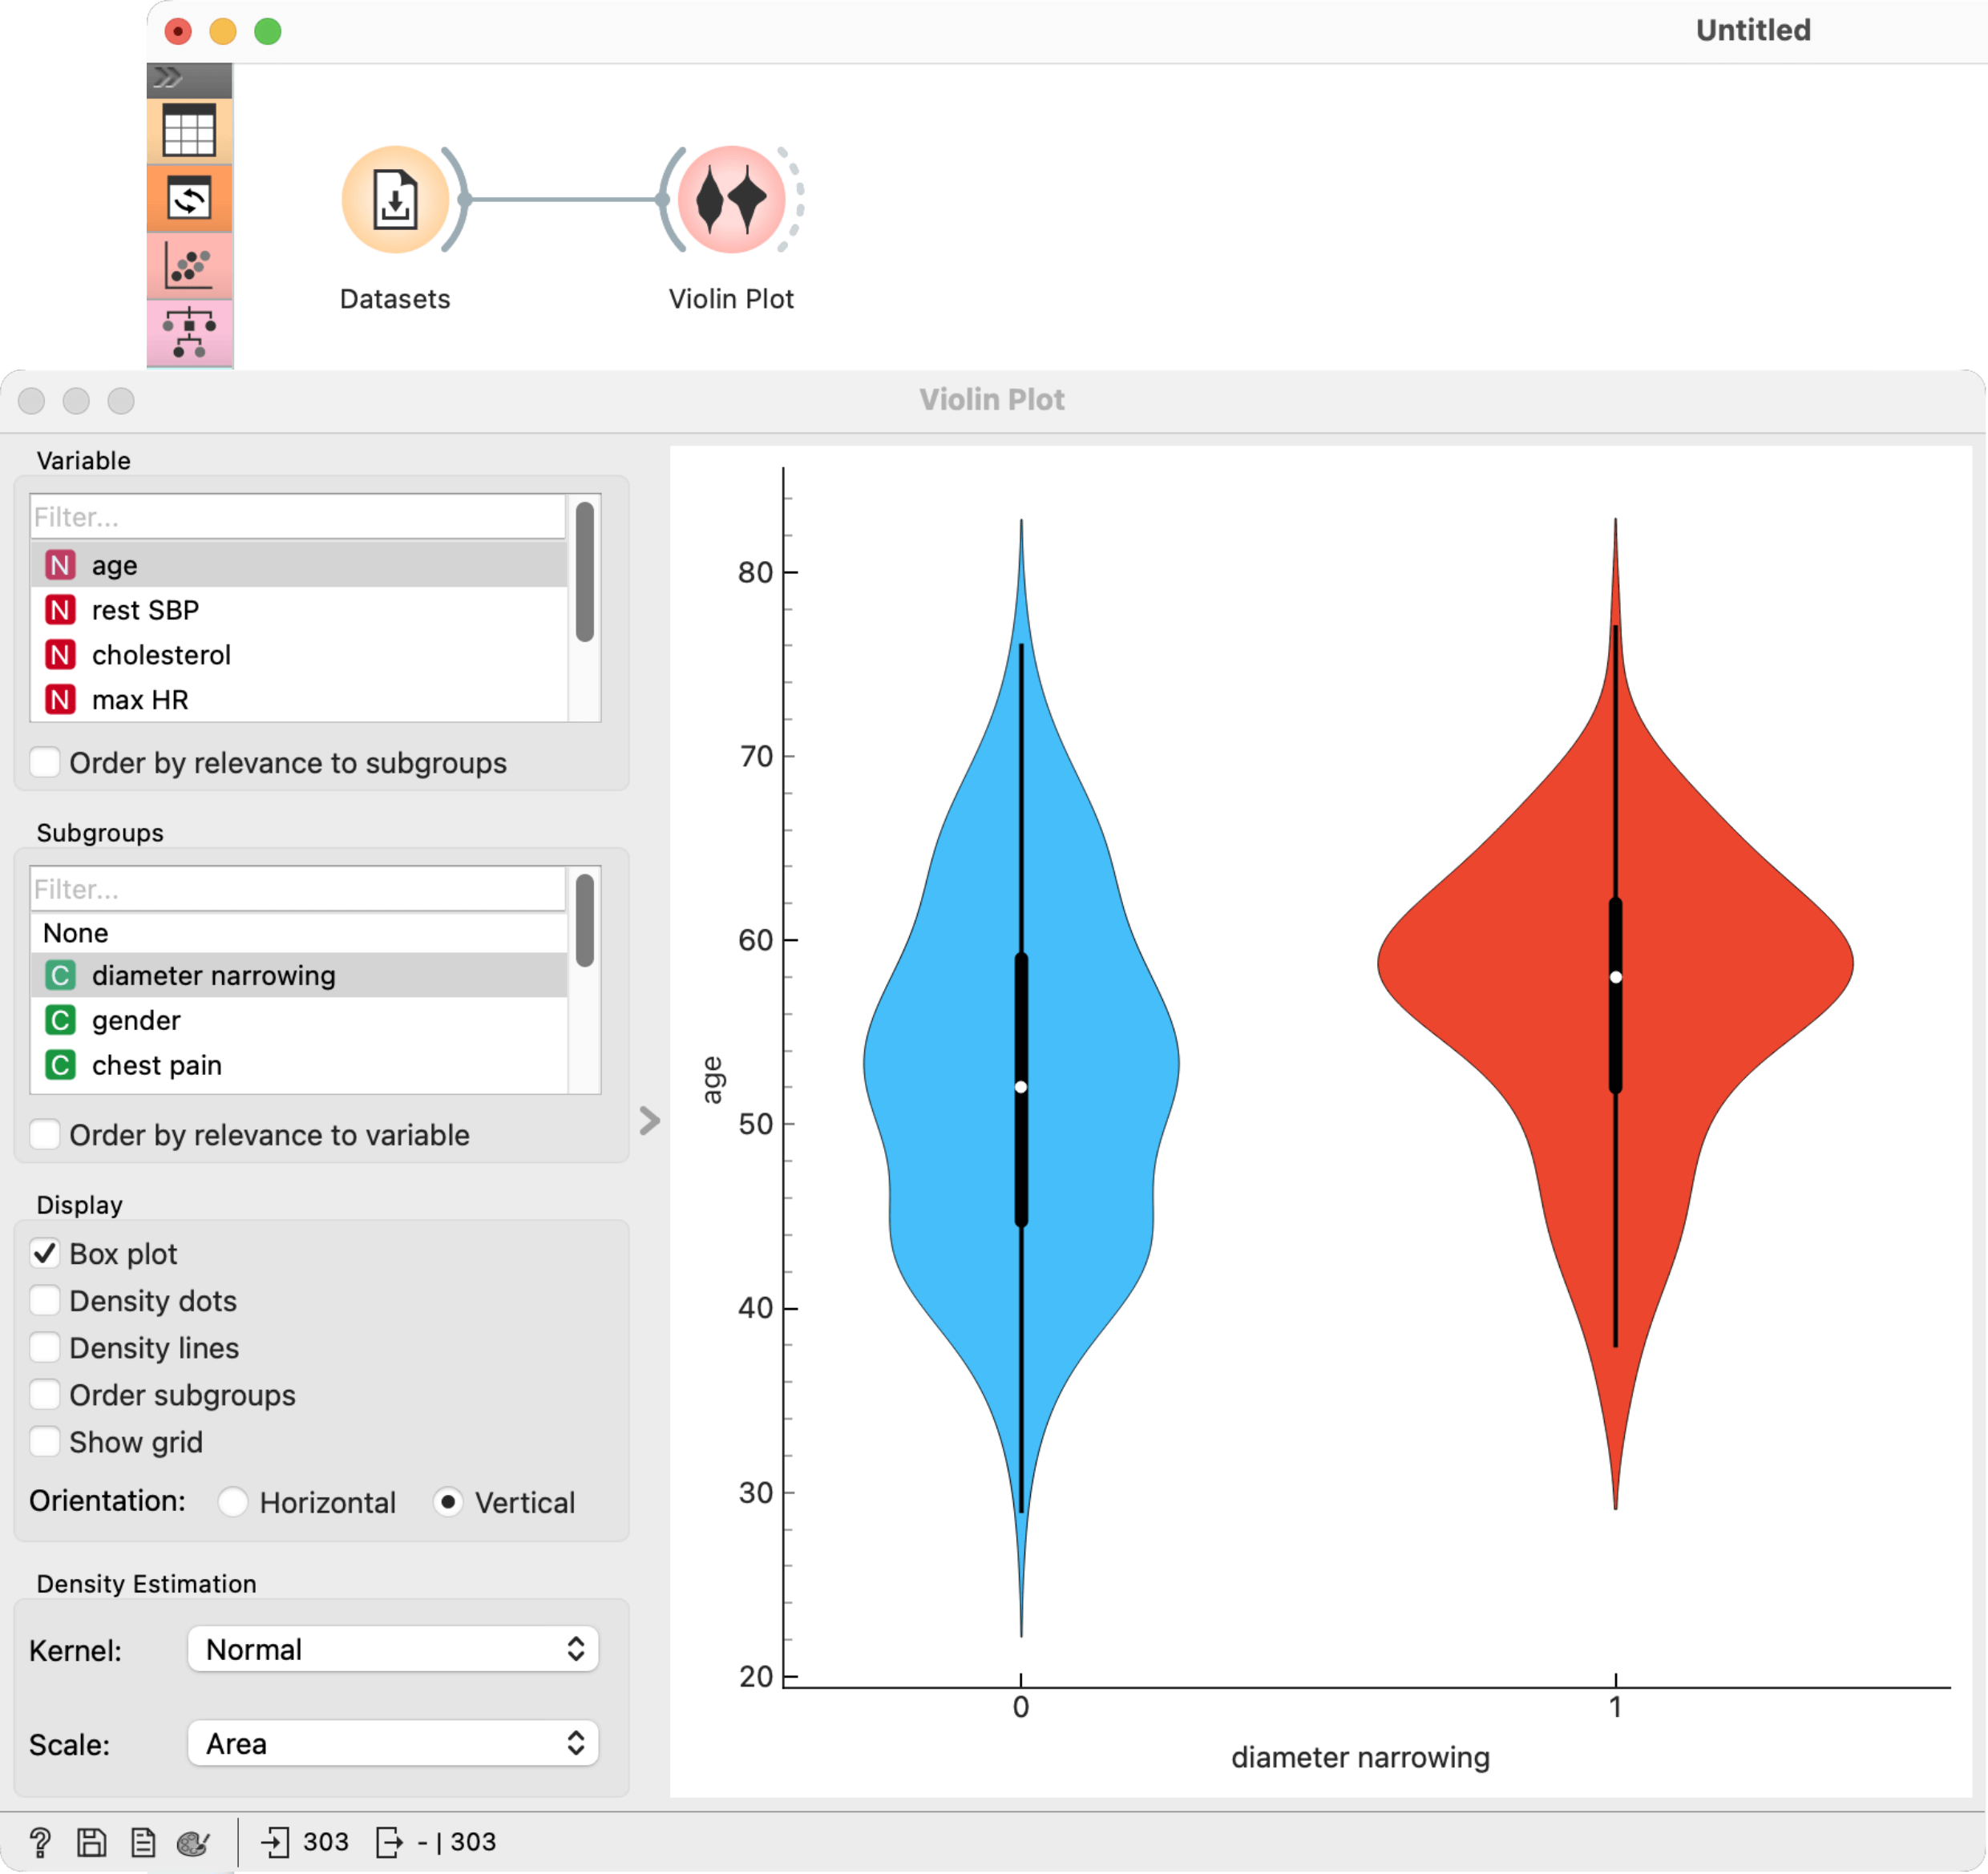 Untitled
Datasets
Violin Plot
Violin Plot
Variable
Filter...
N age
N rest SBP
N cholesterol
N max HR
Order by relevance to subgroups
Subgroups
Filter...
None
C diameter narrowing
C gender
C chest pain
Order by relevance to variable
Display
Box plot
Density dots
Density lines
Order subgroups
Show grid
Orientation: Horizontal Vertical
Density Estimation
Kernel: Normal
Scale: Area
? 303 - | 303
80
70
60
50
40
30
20
age
0 1
diameter narrowing